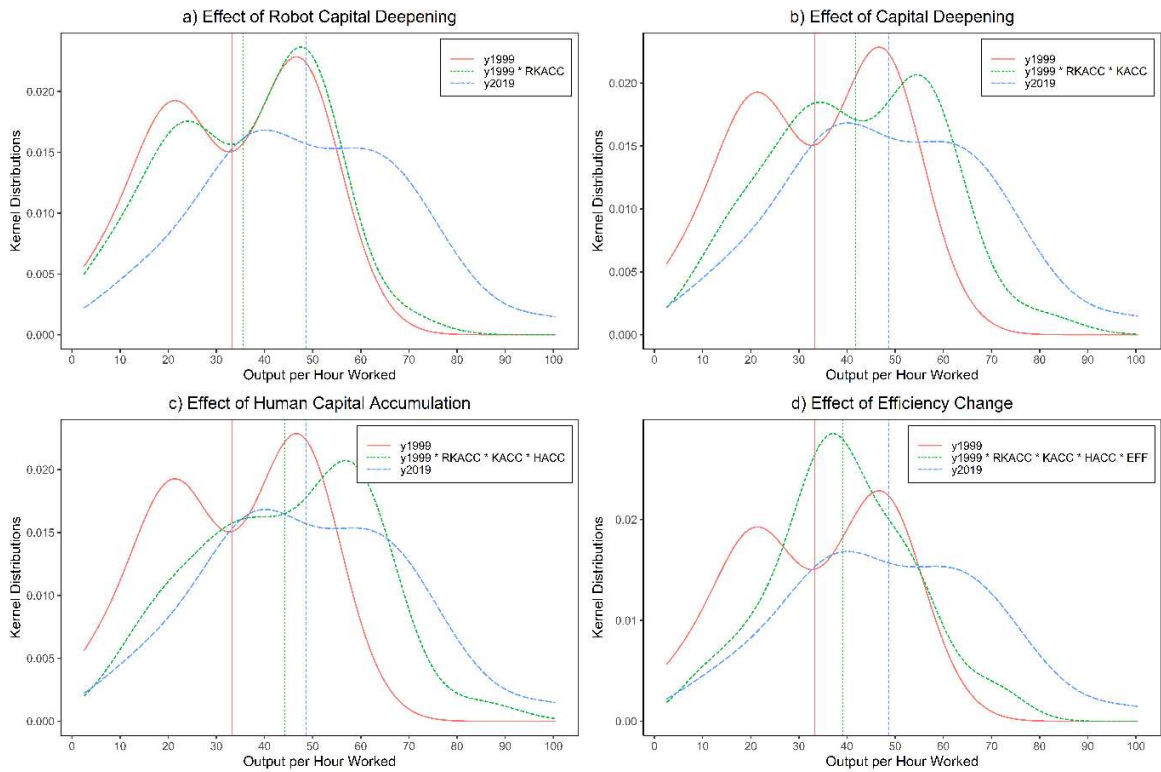 a) Effect of Robot Capital Deepening
y1999
y1999 * RKACC
y2019
Kernel Distributions
0.020
0.015
0.010
0.005
0.000
0 10 20 30 40 50 60 70 80 90 100
Output per Hour Worked
b) Effect of Capital Deepening
y1999
y1999 * RKACC * KACC
y2019
Kernel Distributions
0.020
0.015
0.010
0.005
0.000
0 10 20 30 40 50 60 70 80 90 100
Output per Hour Worked
c) Effect of Human Capital Accumulation
y1999
y1999 * RKACC * KACC * HACC
y2019
Kernel Distributions
0.020
0.015
0.010
0.005
0.000
0 10 20 30 40 50 60 70 80 90 100
Output per Hour Worked
d) Effect of Efficiency Change
y1999
y1999 * RKACC * KACC * HACC * EFF
y2019
Kernel Distributions
0.02
0.01
0.00
0 10 20 30 40 50 60 70 80 90 100
Output per Hour Worked